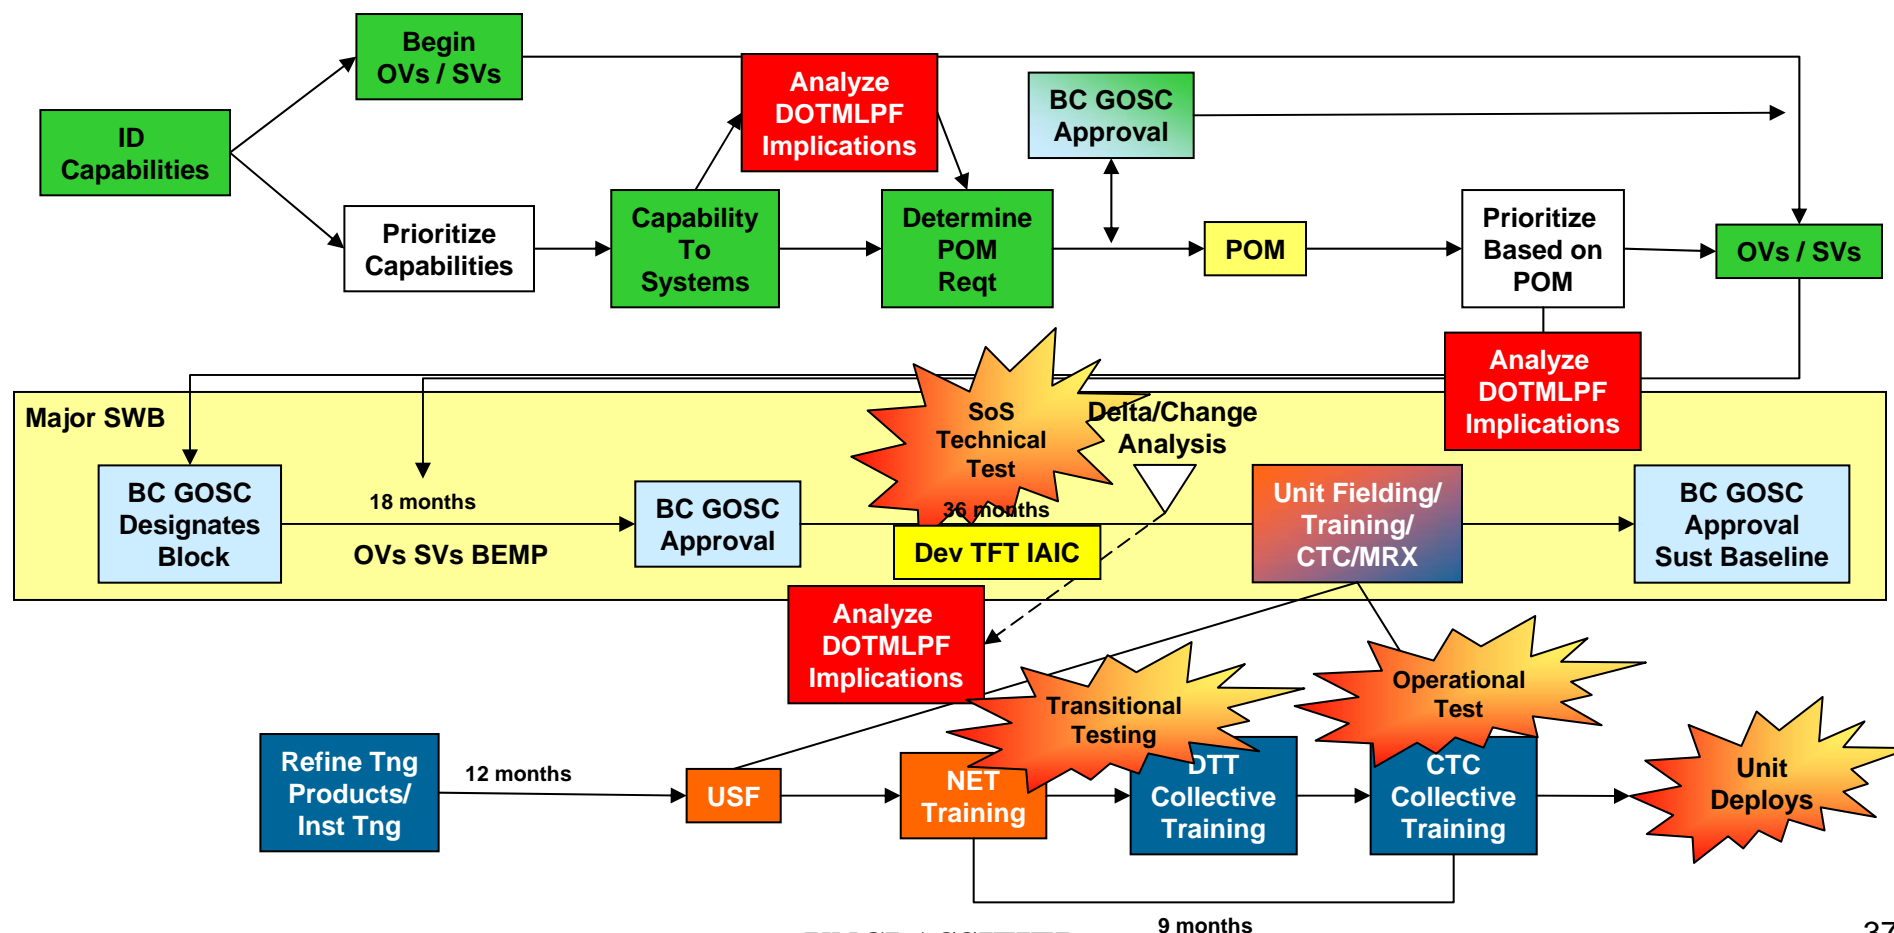 Begin
OVs / SVs
ID
Capabilities
Prioritize
Capabilities
Capability
To
Systems
Analyze
DOTMLPF
Implications
Determine
POM
Reqt
BC GOSC
Approval
POM
Prioritize
Based on
POM
OVs / SVs
Analyze
DOTMLPF
Implications
Major SWB
BC GOSC
Designates
Block
18 months
OVs SVs BEMP
BC GOSC
Approval
SoS
Technical
Test
36 months
Dev TFT IAIC
Delta/Change
Analysis
Unit Fielding/
Training/
CTC/MRX
BC GOSC
Approval
Sust Baseline
Analyze
DOTMLPF
Implications
Transitional
Testing
Operational
Test
Refine Tng
Products/
Inst Tng
12 months
USF
NET
Training
DTT
Collective
Training
CTC
Collective
Training
Unit
Deploys
9 months
37